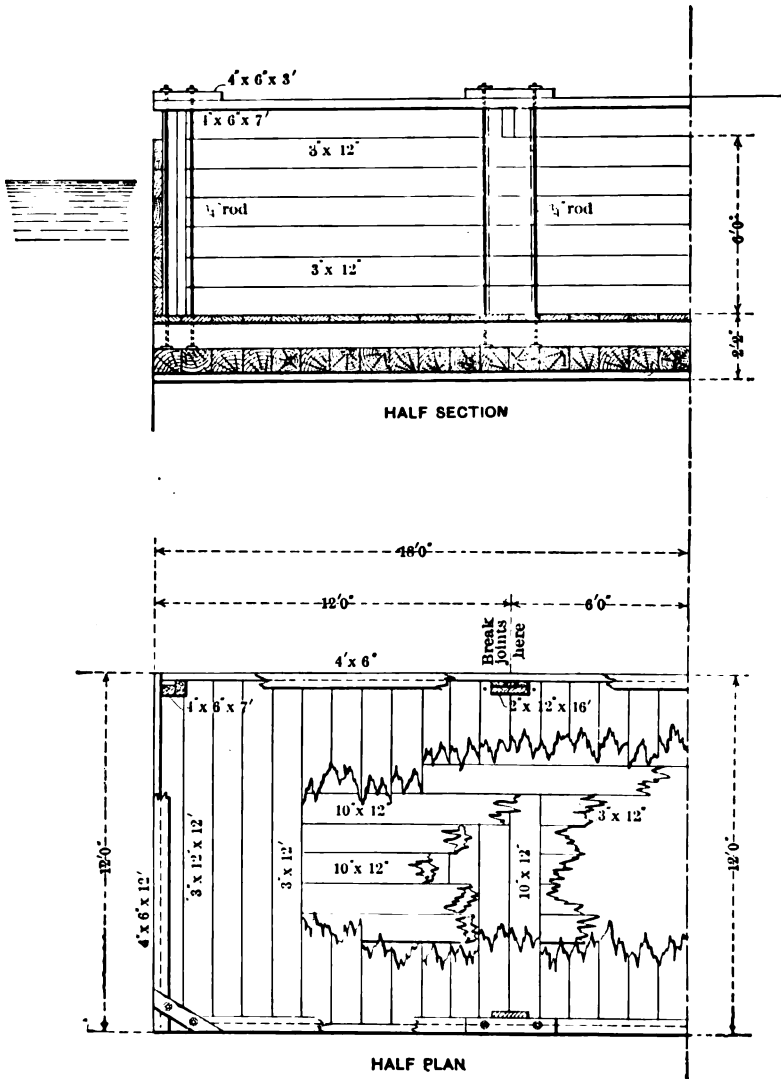 4" x 6" x 3'
4" x 6" x 7'
3" x 12"
¾" rod
¾" rod
6'0"
3" x 12"
2'2"
HALF SECTION
18'0"
12'0"
6'0"
Break
joints
here
4' x 6"
4" x 6" x 7'
2" x 12" x 16'
10" x 12"
3" x 12"
12'0"
4" x 6" x 12'
3" x 12" x 12'
3" x 12'
10" x 12"
10" x 12"
12'0"
HALF PLAN